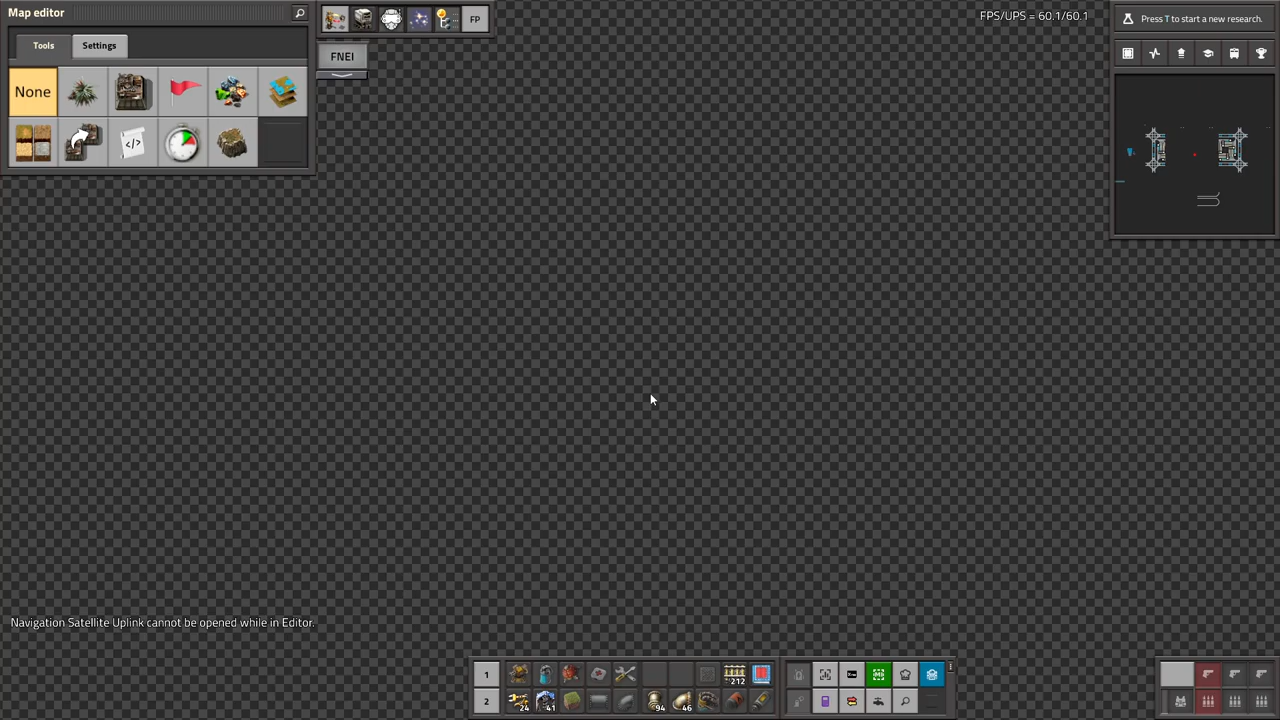 Map editor
FP
FPS/UPS = 60.1/60.1
Press T to start a new research.
Tools
Settings
FNEI
None
</>
Navigation Satellite Uplink cannot be opened while in Editor.
1
212
2
24
41
94
46